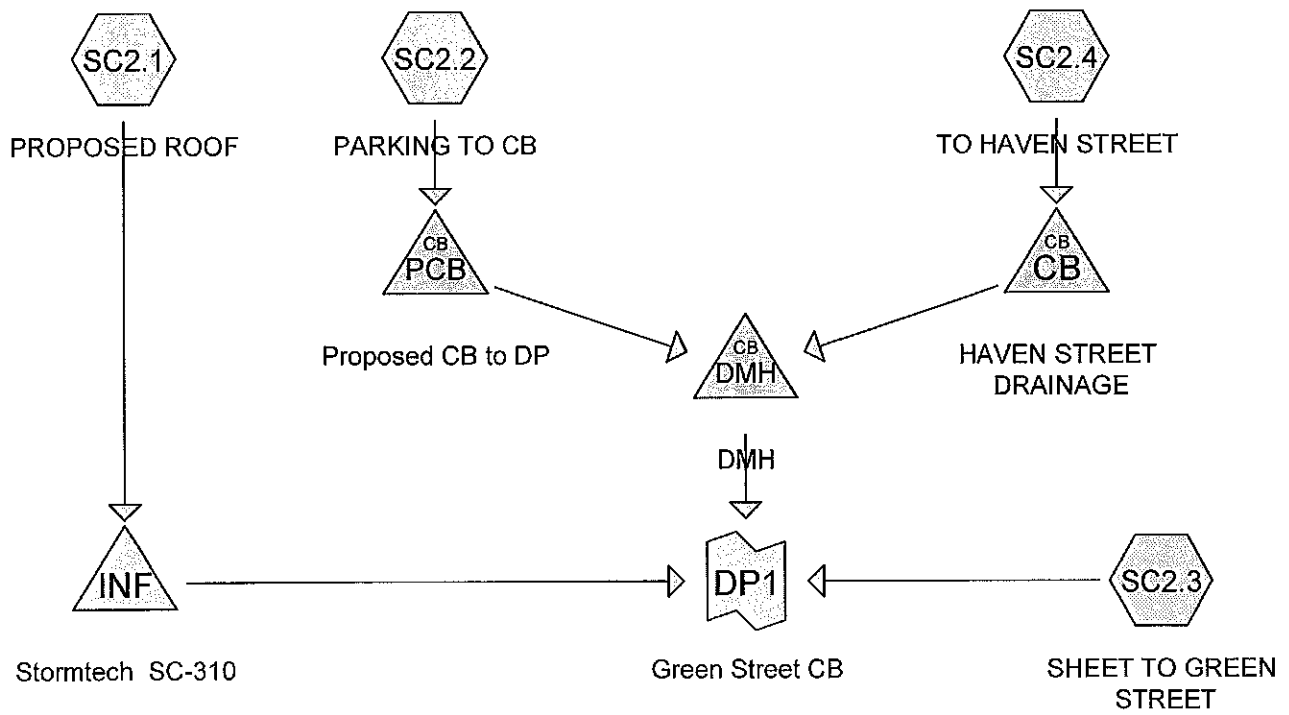 SC2.1
SC2.2
SC2.4
PROPOSED ROOF
PARKING TO CB
TO HAVEN STREET
CB
PCB
CB
CB
Proposed CB to DP
CB
DMH
HAVEN STREET
DRAINAGE
DMH
INF
DP1
SC2.3
Stormtech SC-310
Green Street CB
SHEET TO GREEN
STREET